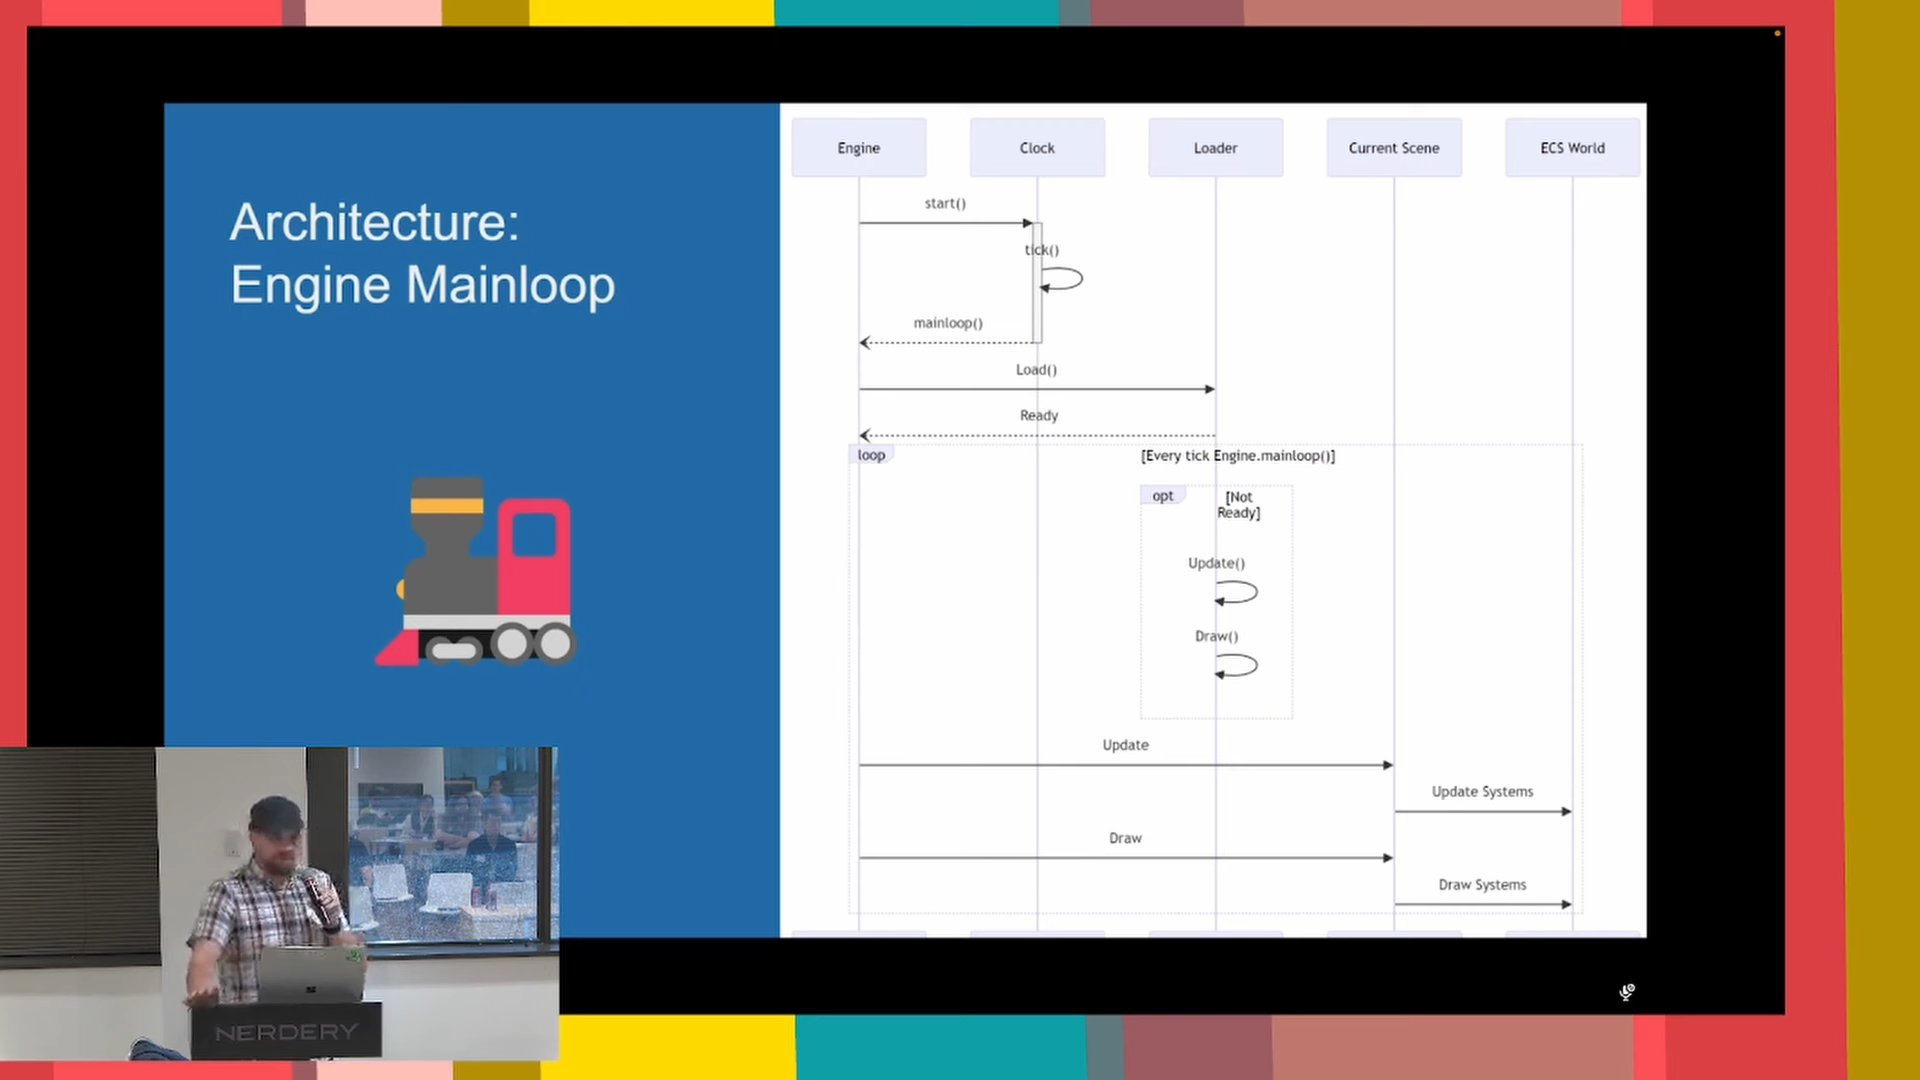 Architecture:
Engine Mainloop
Engine
Clock
Loader
Current Scene
ECS World
start()
tick()
mainloop()
Load()
Ready
loop
[Every tick Engine.mainloop()]
opt
[Not
Ready]
Update()
Draw()
Update
Update Systems
Draw
Draw Systems
NERDERY